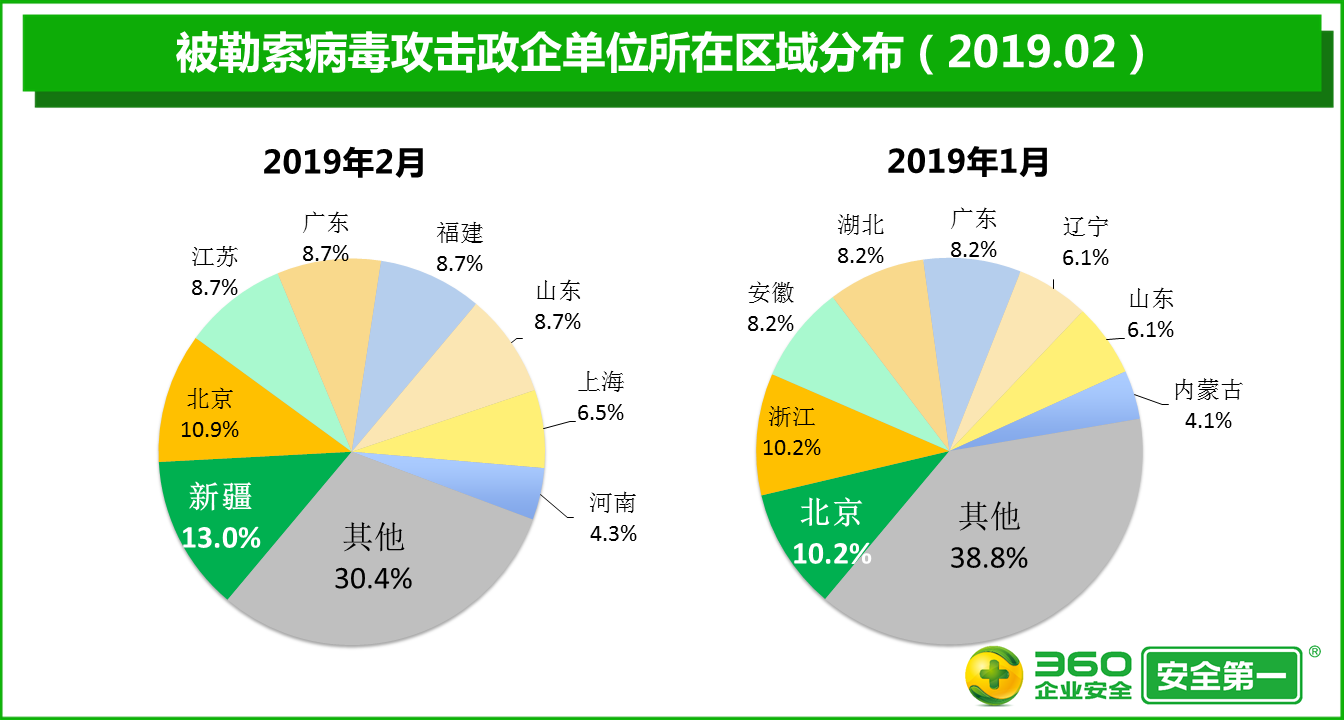 被勒索病毒攻击政企单位所在区域分布（2019.02）
2019年2月
广东
8.7%
福建
8.7%
江苏
8.7%
山东
8.7%
上海
6.5%
北京
10.9%
新疆
13.0%
河南
4.3%
其他
30.4%
2019年1月
广东
8.2%
湖北
8.2%
辽宁
6.1%
安徽
8.2%
山东
6.1%
内蒙古
4.1%
浙江
10.2%
北京
10.2%
其他
38.8%
360
企业安全
安全第一
®